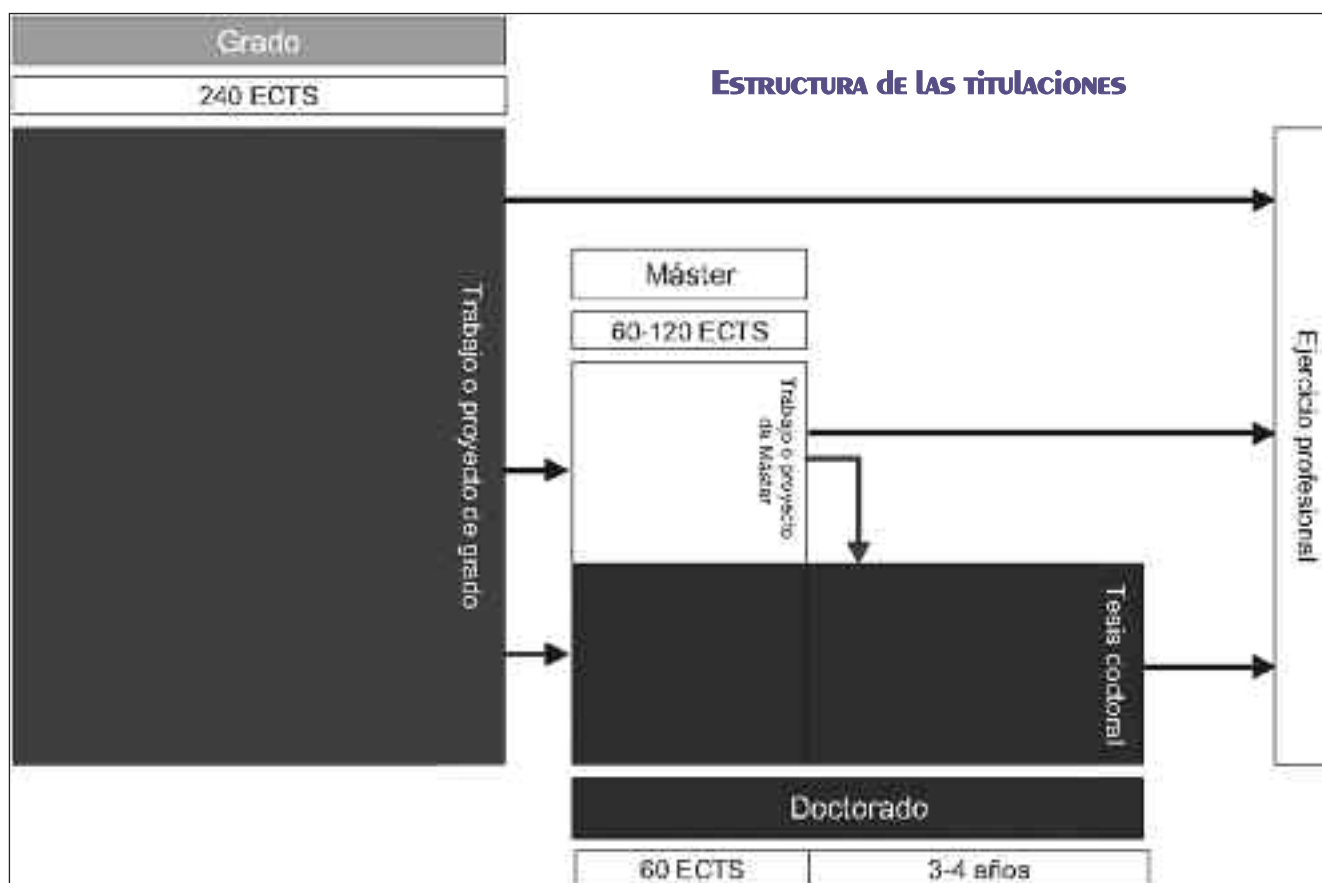 Grado
240 ECTS
ESTRUCTURA de las titulaciones
Trabajo o proyecto de grado
Máster
60-120 ECTS
Trabajo o proyecto
de Máster
Ejercicio profesional
Tesis doctoral
Doctorado
60 ECTS
3-4 años